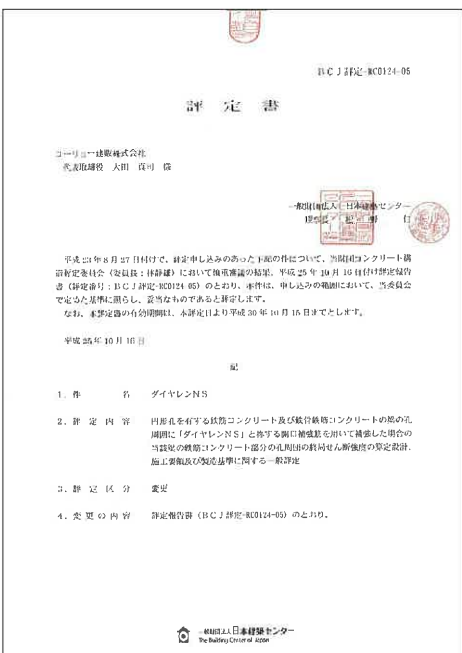 ＢＣＪ評定-RC0124-05
評定書
コーリョー建販株式会社
代表取締役 太田 貞司 様
一般財団法人 日本建築センター
理事長
平成25年8月27日付けで、評定申し込みのあった下記の件について、当財団コンクリート構
造評定委員会（委員長：林静雄）において慎重審議の結果、平成25年10月16日付け評定報告
書（評定番号：ＢＣＪ評定-RC0124-05）のとおり、本件は、申し込みの範囲において、当委員会
で定めた基準に照らし、妥当なものであると評定します。
なお、本評定書の有効期間は、本評定日より平成30年10月15日までとします。
平成25年10月16日
記
1．件名 ダイヤレンＮＳ
2．評定内容 円形孔を有する鉄筋コンクリート及び鉄骨鉄筋コンクリートの梁の孔
周囲に「ダイヤレンＮＳ」と称する開口補強筋を用いて補強した場合の
当該梁の鉄筋コンクリート部分の孔周囲の終局せん断強度の算定設計、
施工要領及び製造基準に関する一般評定
3．評定区分 変更
4．変更の内容 評定報告書（ＢＣＪ評定-RC0124-05）のとおり。
一般財団法人日本建築センター
The Building Center of Japan